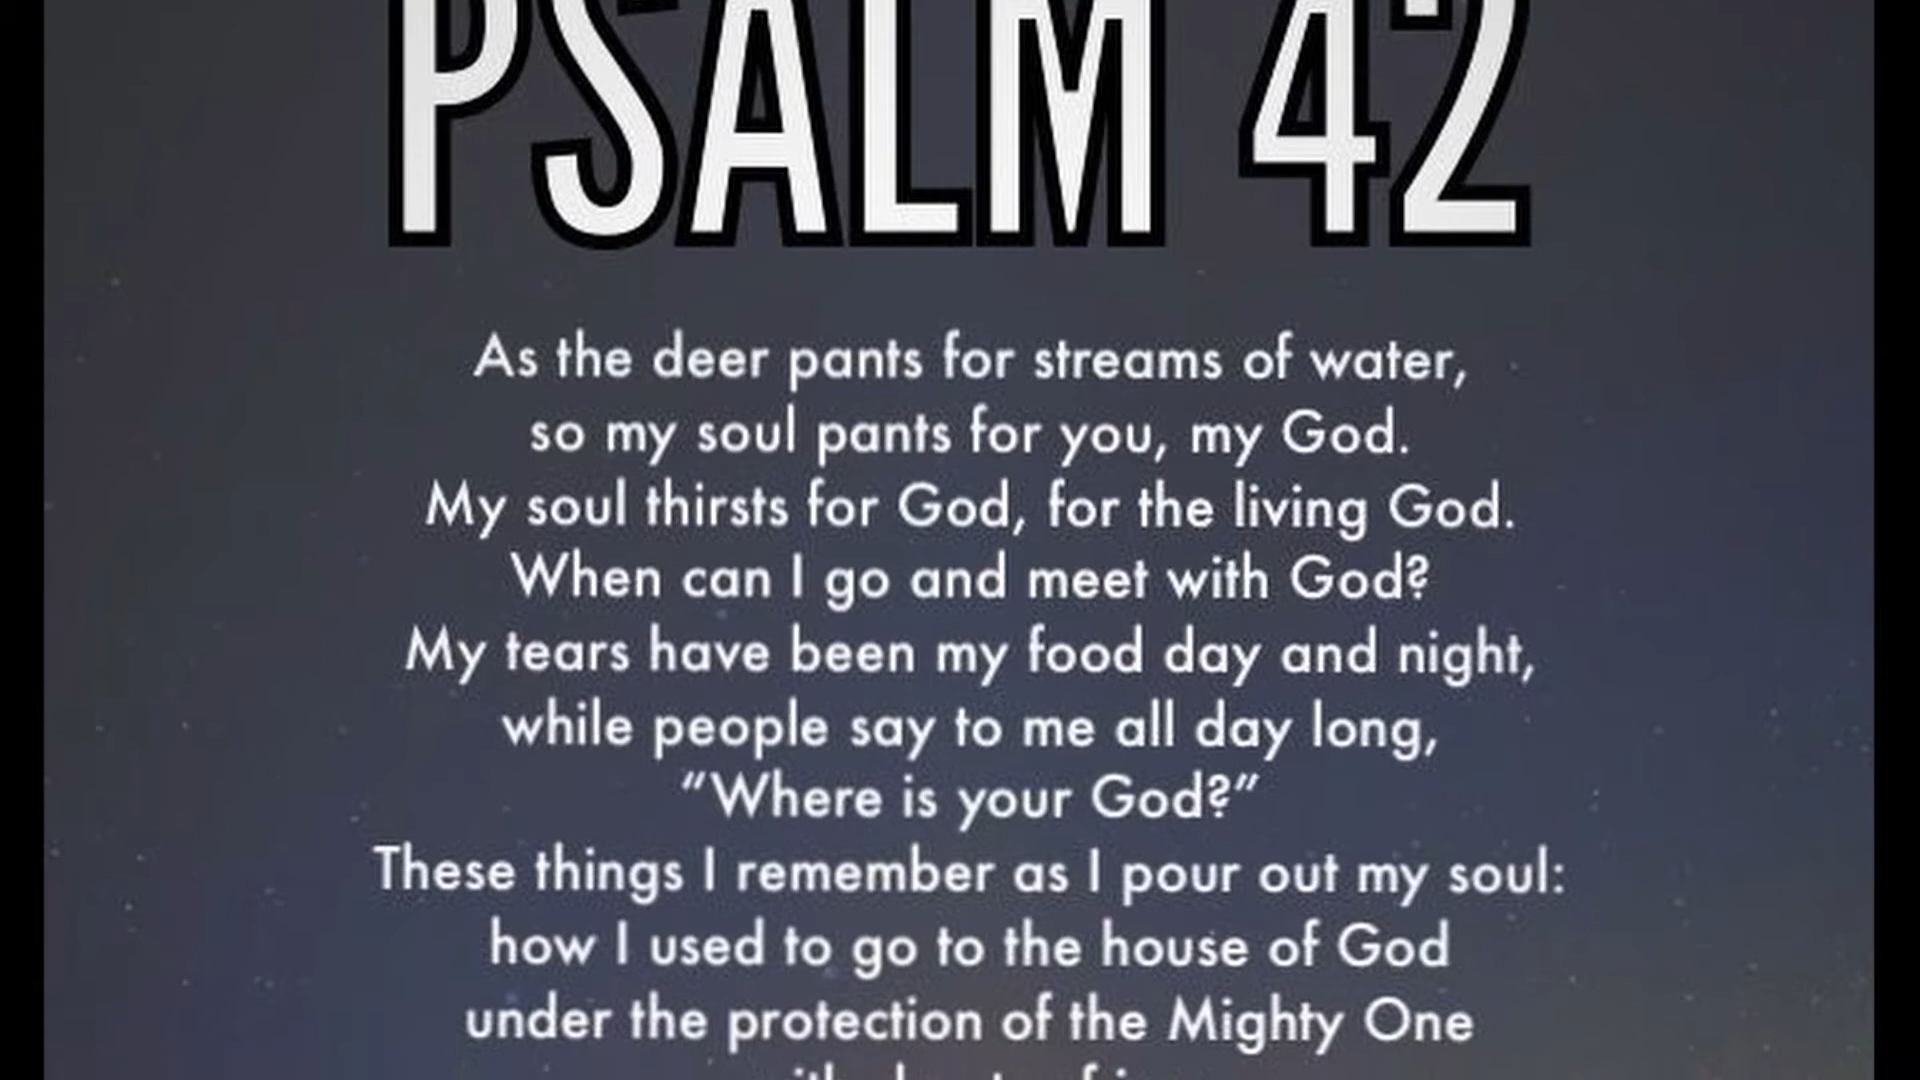 PSALM 42
As the deer pants for streams of water,
so my soul pants for you, my God.
My soul thirsts for God, for the living God.
When can I go and meet with God?
My tears have been my food day and night,
while people say to me all day long,
“Where is your God?”
These things I remember as I pour out my soul:
how I used to go to the house of God
under the protection of the Mighty One